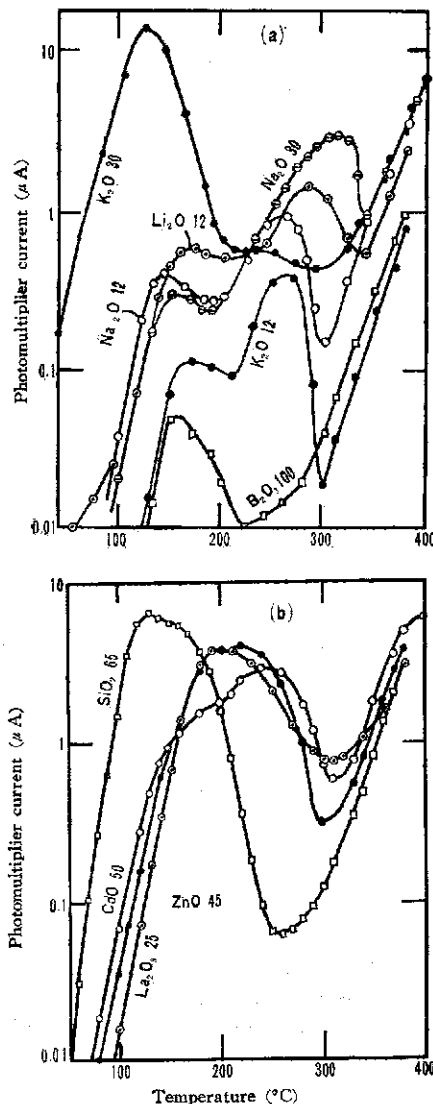 (a)
10
1
0.1
0.01
Photomultiplier current (μA)
K₂O 30
Na₂O 30
Li₂O 12
Na₂O 12
K₂O 12
B₂O₃ 100
100
200
300
400
(b)
10
1
0.1
0.01
Photomultiplier current (μA)
SiO₂ 65
CdO 50
La₂O₃ 25
ZnO 45
100
200
300
400
Temperature (°C)